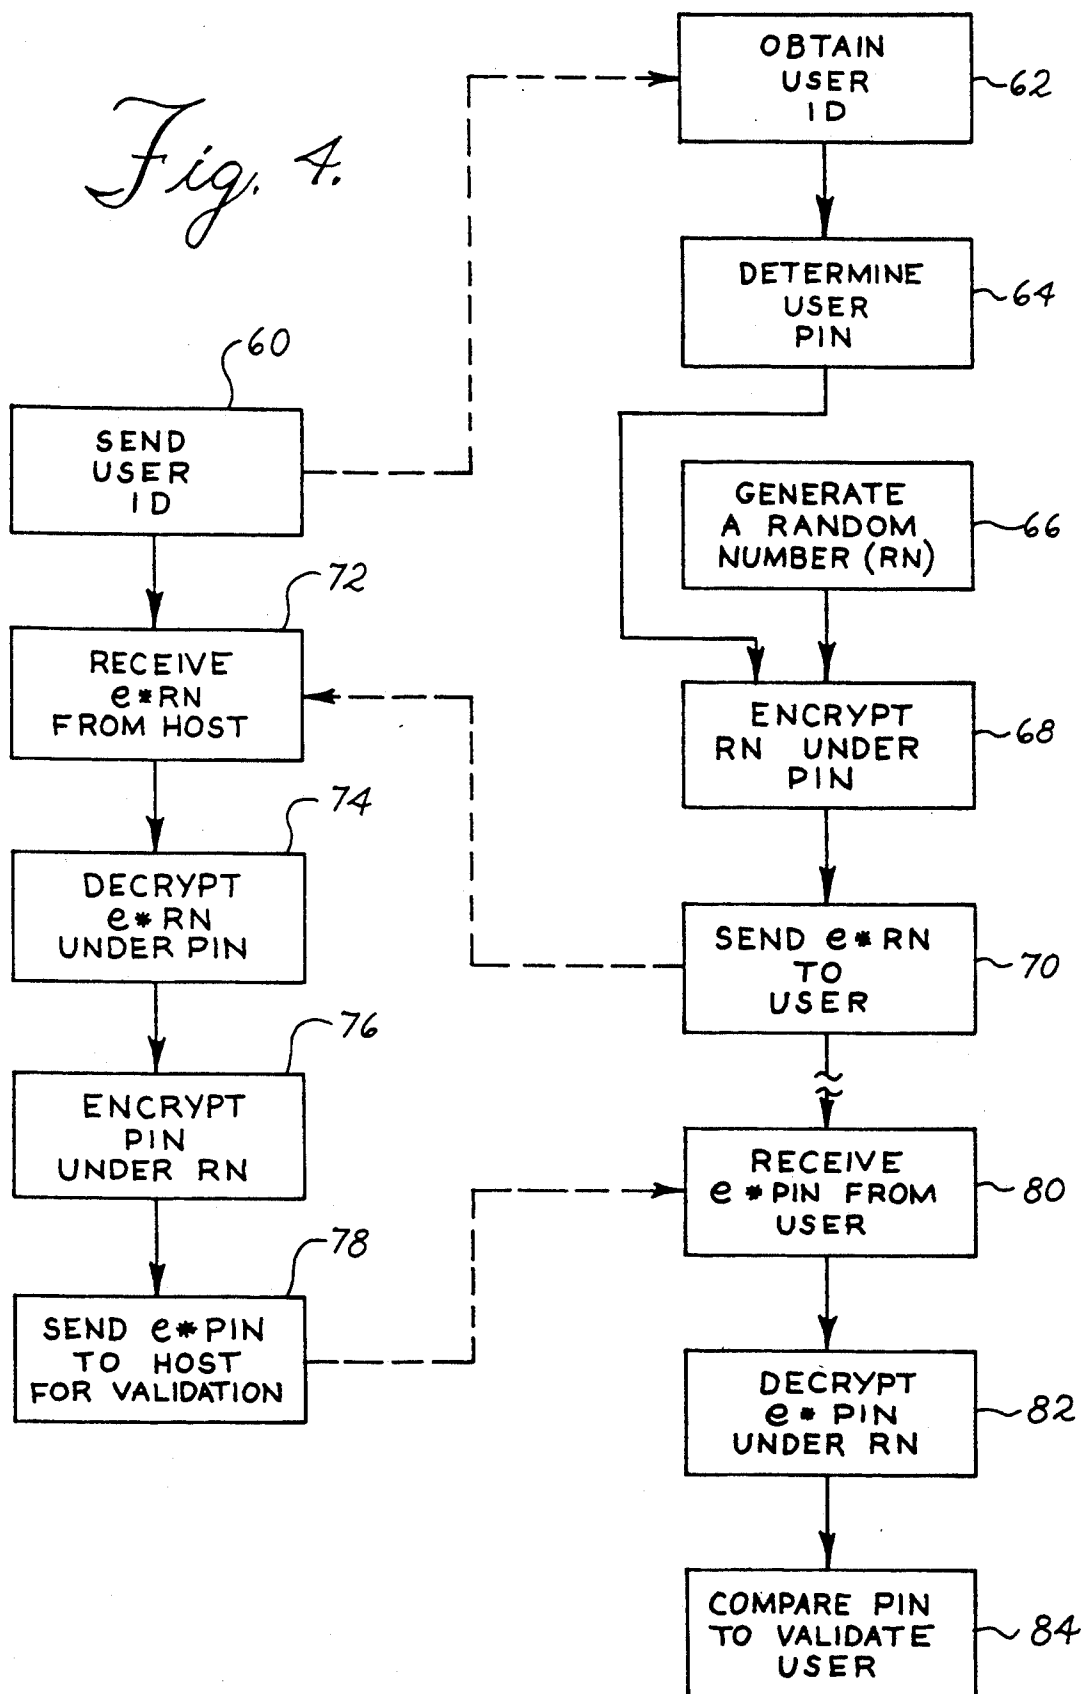 Fig. 4.
OBTAIN
USER
ID
62
DETERMINE
USER
PIN
64
60
SEND
USER
ID
GENERATE
A RANDOM
NUMBER (RN)
66
72
RECEIVE
e*RN
FROM HOST
ENCRYPT
RN UNDER
PIN
68
74
DECRYPT
e*RN
UNDER PIN
SEND e*RN
TO
USER
70
76
ENCRYPT
PIN
UNDER RN
RECEIVE
e*PIN FROM
USER
80
78
SEND e*PIN
TO HOST
FOR VALIDATION
DECRYPT
e* PIN
UNDER RN
82
COMPARE PIN
TO VALIDATE
USER
84